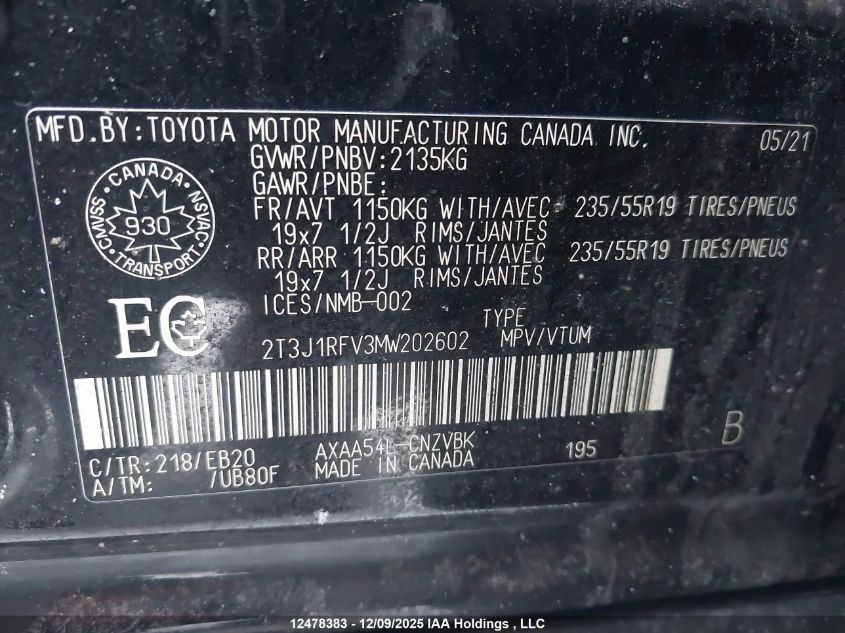 MFD.BY:TOYOTA MOTOR MANUFACTURING CANADA INC. 05/21
GVWR/PNBV:2135KG
GAWR/PNBE:
FR/AVT 1150KG WITH/AVEC 235/55R19 TIRES/PNEUS
19x7 1/2J RIMS/JANTES
RR/ARR 1150KG WITH/AVEC 235/55R19 TIRES/PNEUS
19x7 1/2J RIMS/JANTES
ICES/NMB-002
CANADA
CMVSS 930 NSVAC
TRANSPORT
EC
TYPE
2T3J1RFV3MW202602 MPV/VTUM
C/TR:218/EB20 AXAA54L-CNZVBK 195 B
A/TM: /UB80F MADE IN CANADA
12478383 - 12/09/2025 IAA Holdings , LLC